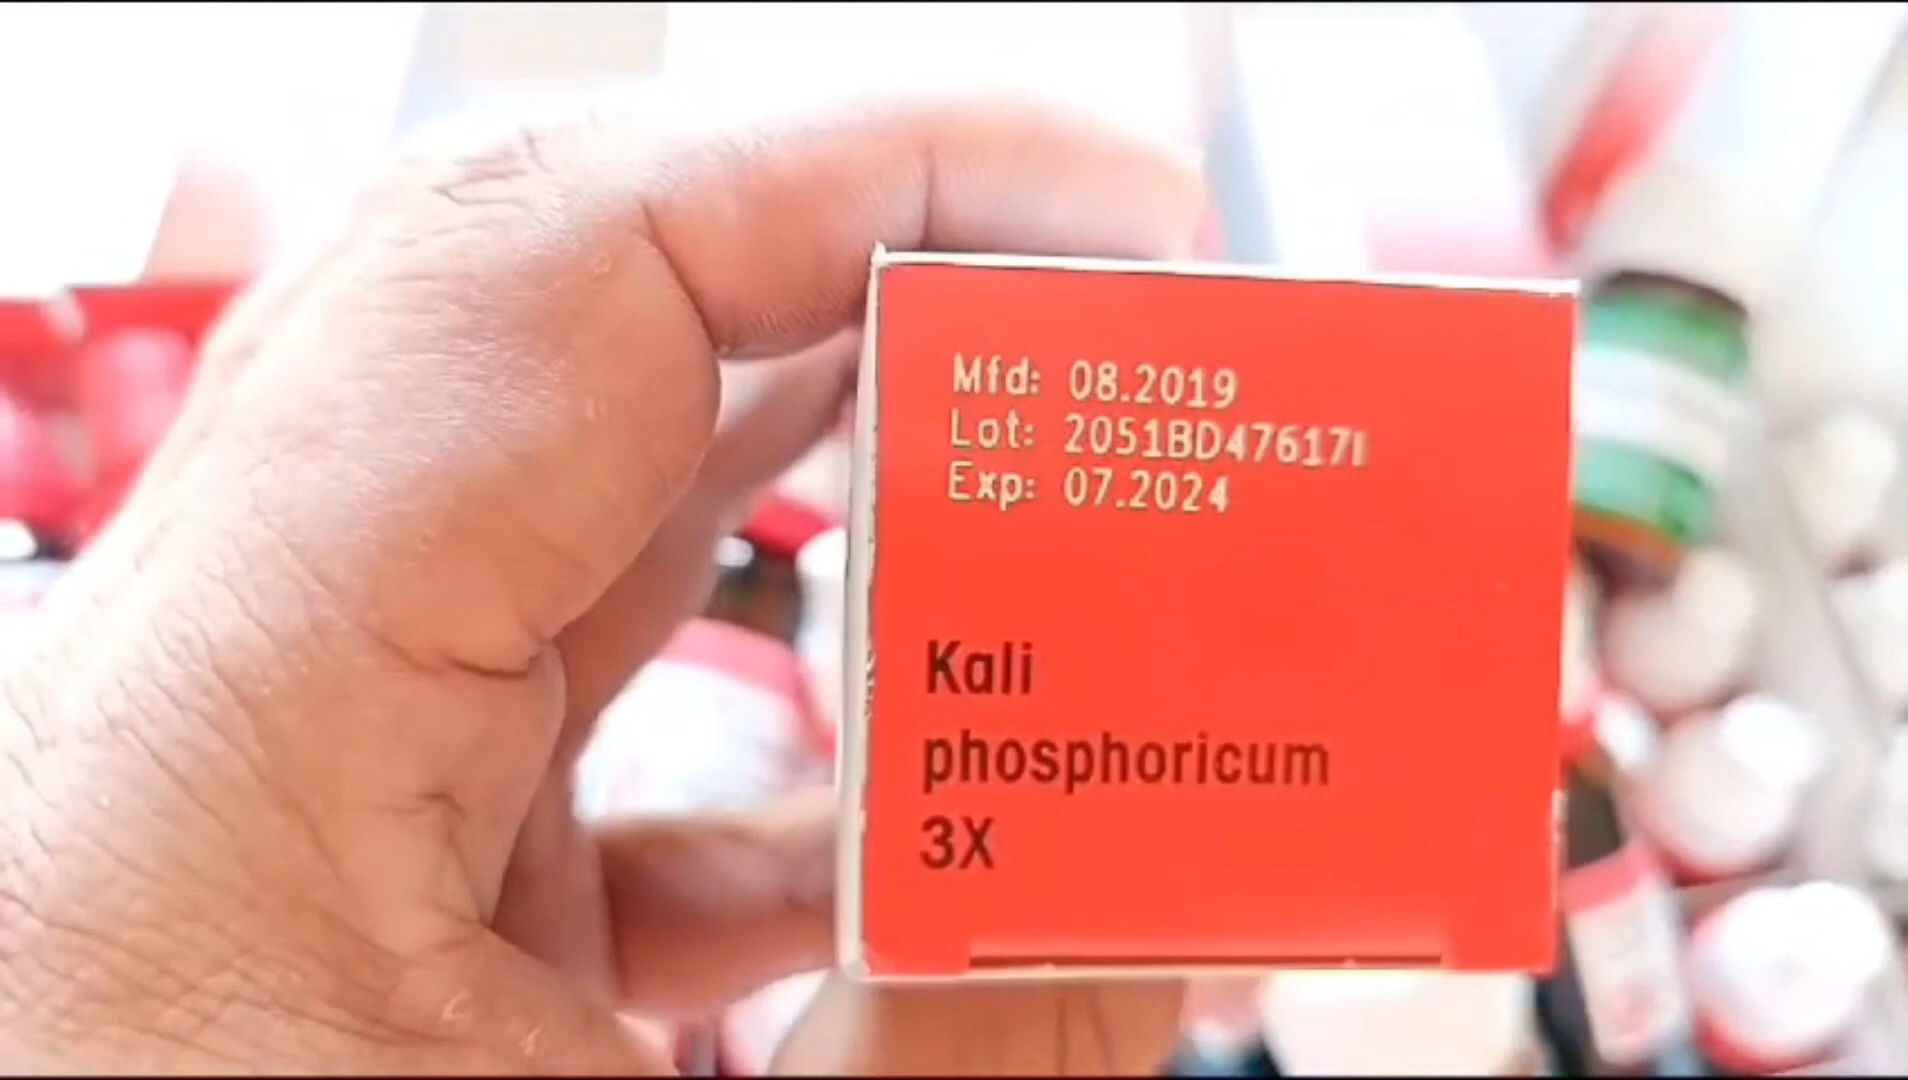 Mfd: 08.2019
Lot: 2051BD47617I
Exp: 07.2024
Kali
phosphoricum
3X